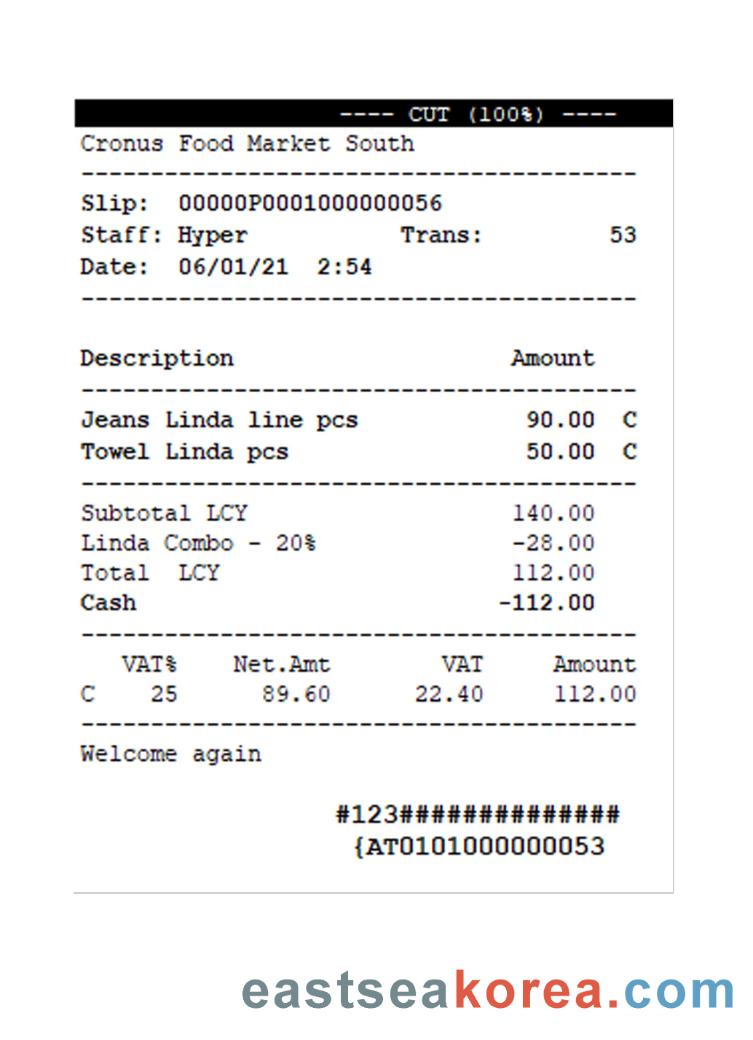 ---- CUT (100%) ----
Cronus Food Market South
----------------------------------------
Slip: 00000P0001000000056
Staff: Hyper Trans: 53
Date: 06/01/21 2:54
----------------------------------------
Description Amount
----------------------------------------
Jeans Linda line pcs 90.00 C
Towel Linda pcs 50.00 C
----------------------------------------
Subtotal LCY 140.00
Linda Combo - 20% -28.00
Total LCY 112.00
Cash -112.00
----------------------------------------
VAT% Net.Amt VAT Amount
C 25 89.60 22.40 112.00
----------------------------------------
Welcome again
#123##############
{AT0101000000053
eastseakorea.com